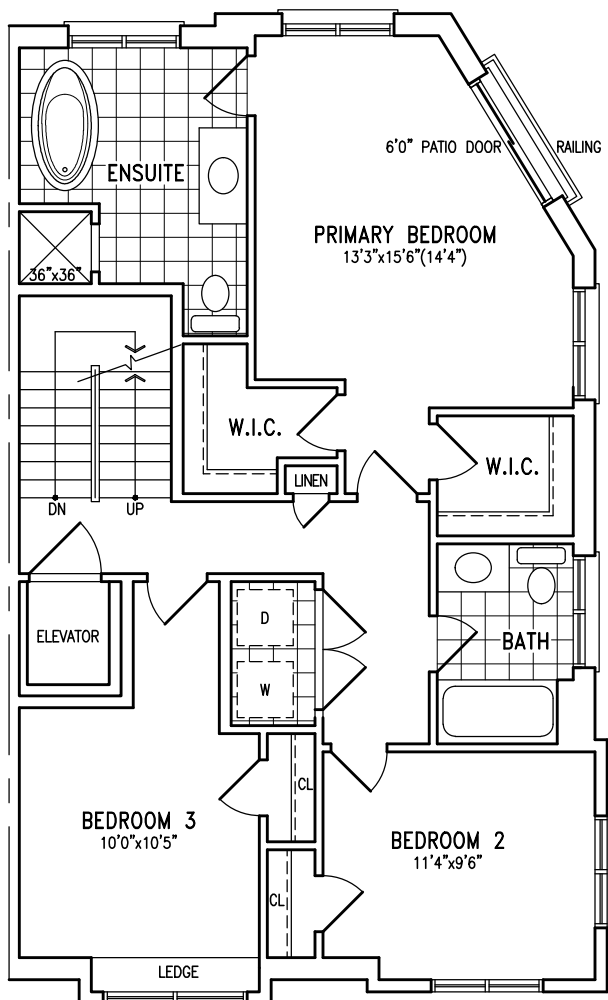 ENSUITE
6'0" PATIO DOOR
RAILING
PRIMARY BEDROOM
13'3"x15'6"(14'4")
36"x36"
W.I.C.
W.I.C.
LINEN
DN
UP
ELEVATOR
D
W
BATH
CL
BEDROOM 3
10'0"x10'5"
BEDROOM 2
11'4"x9'6"
CL
LEDGE